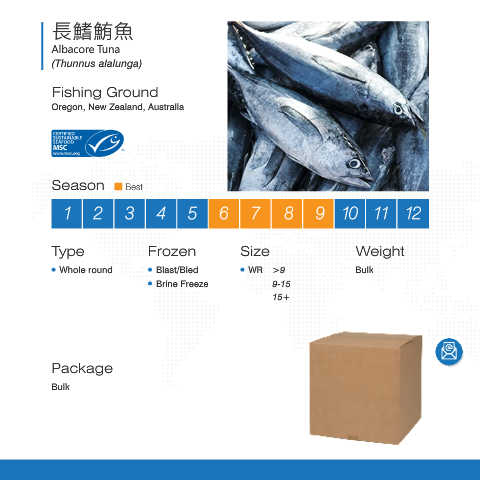 長鰭鮪魚
Albacore Tuna
(Thunnus alalunga)
Fishing Ground
Oregon, New Zealand, Australia
CERTIFIED
SUSTAINABLE
SEAFOOD
MSC
www.msc.org
Season Best
1 2 3 4 5 6 7 8 9 10 11 12
Type Frozen Size Weight
• Whole round • Blast/Bled • WR >9 Bulk
• Brine Freeze 9-15
15+
Package
Bulk